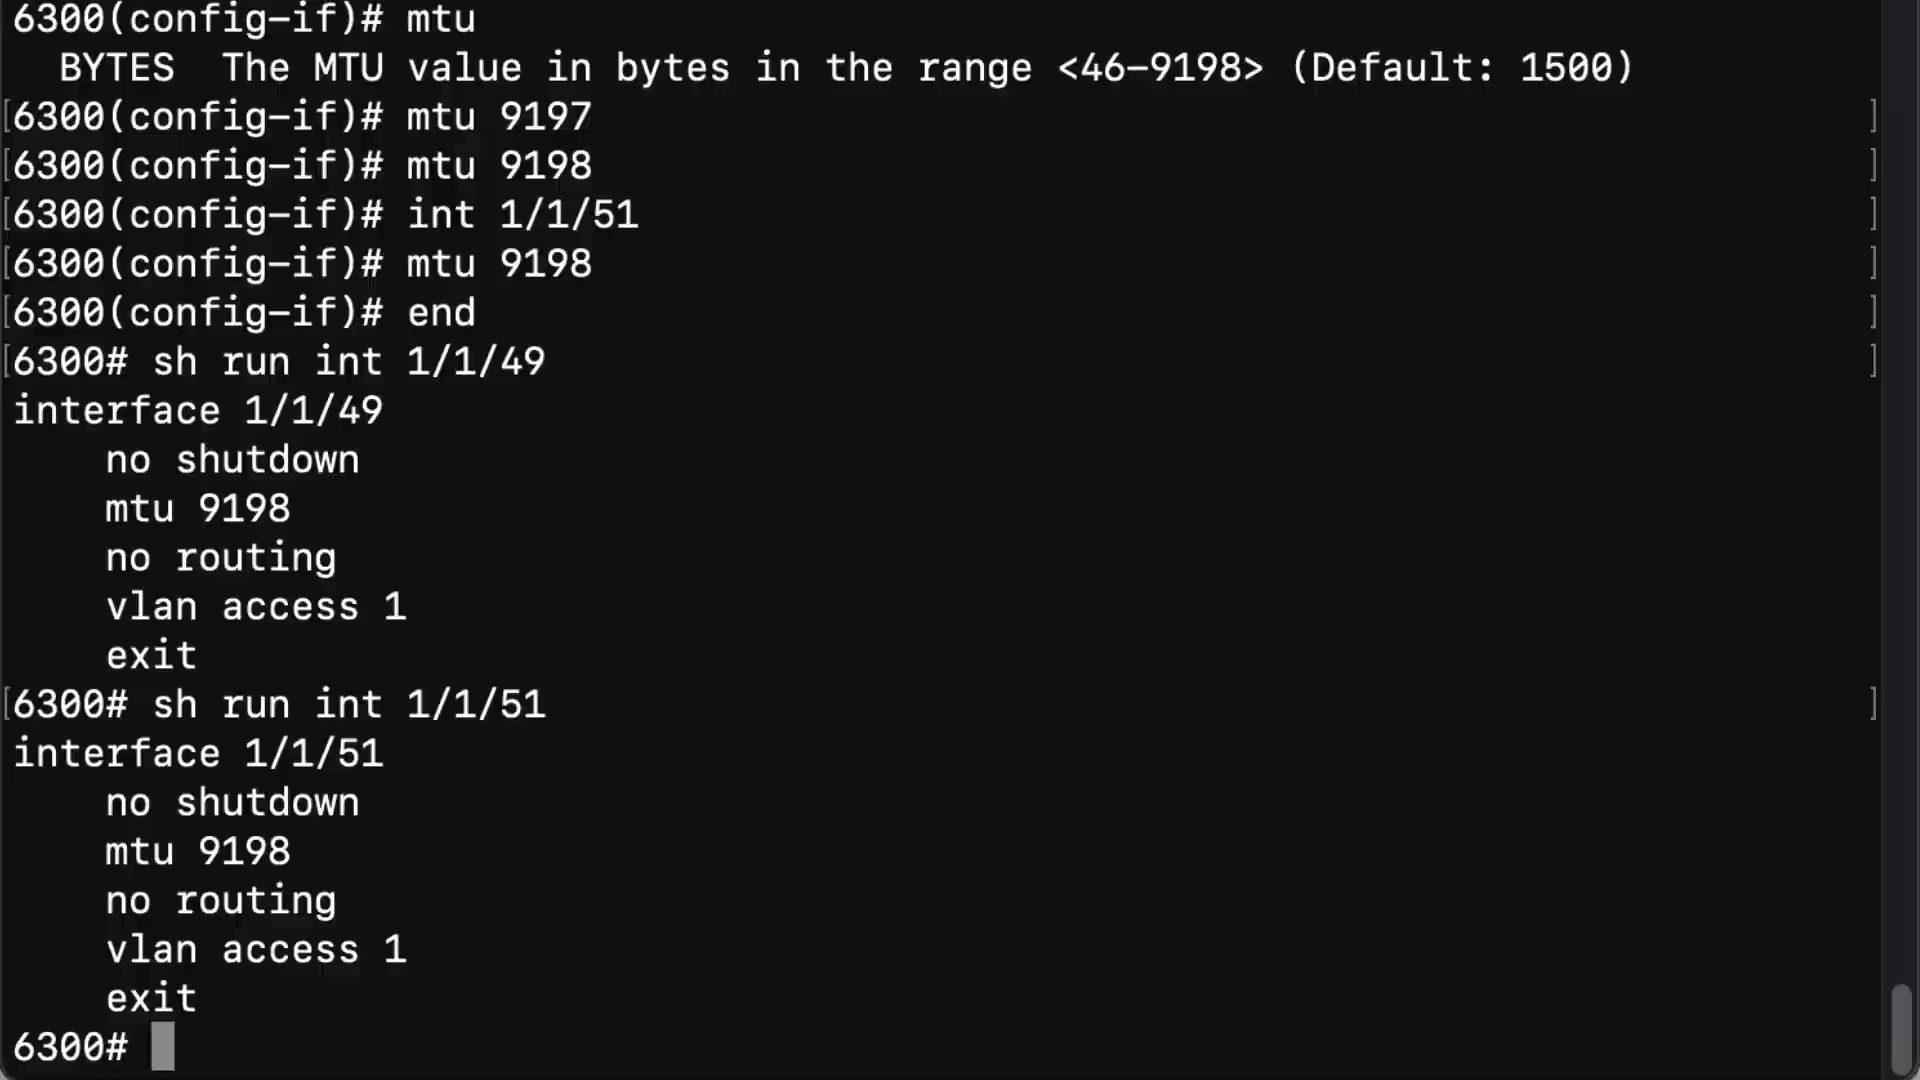 6300(config-if)# mtu
  BYTES  The MTU value in bytes in the range <46-9198> (Default: 1500)
[6300(config-if)# mtu 9197 ]
[6300(config-if)# mtu 9198 ]
[6300(config-if)# int 1/1/51 ]
[6300(config-if)# mtu 9198 ]
[6300(config-if)# end ]
[6300# sh run int 1/1/49 ]
interface 1/1/49
    no shutdown
    mtu 9198
    no routing
    vlan access 1
    exit
[6300# sh run int 1/1/51 ]
interface 1/1/51
    no shutdown
    mtu 9198
    no routing
    vlan access 1
    exit
6300#